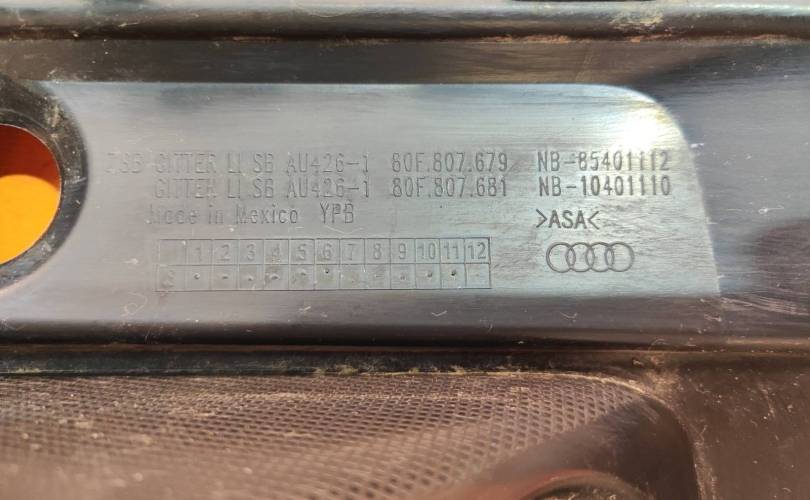 ZSB GITTER LI SB AU426-1 80F.807.679 NB-85401112
GITTER LI SB AU426-1 80F.807.681 NB-10401110
Made in Mexico YPB >ASA<
1 2 3 4 5 6 7 8 9 10 11 12